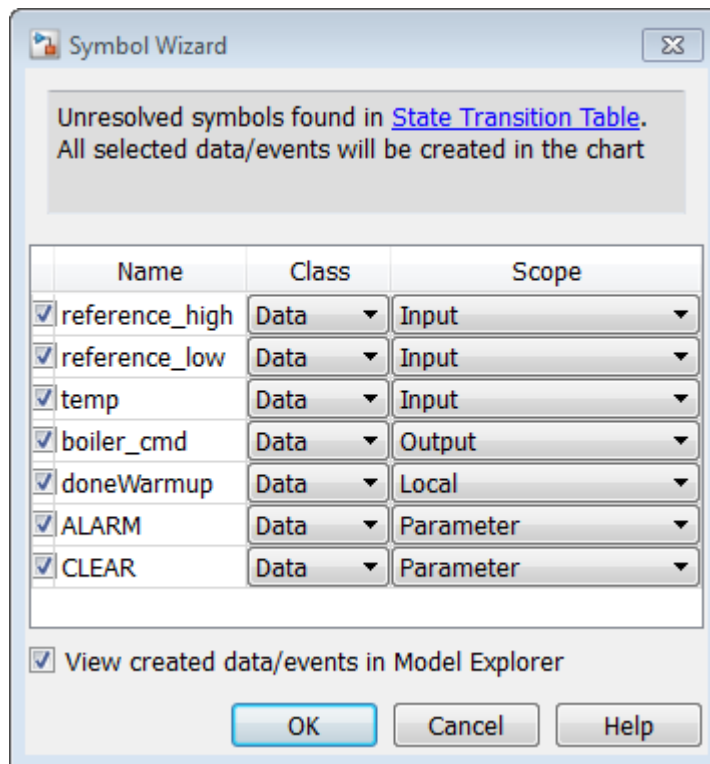 Symbol Wizard
Unresolved symbols found in State Transition Table.
All selected data/events will be created in the chart
Name Class Scope
reference_high Data Input
reference_low Data Input
temp Data Input
boiler_cmd Data Output
doneWarmup Data Local
ALARM Data Parameter
CLEAR Data Parameter
View created data/events in Model Explorer
OK Cancel Help